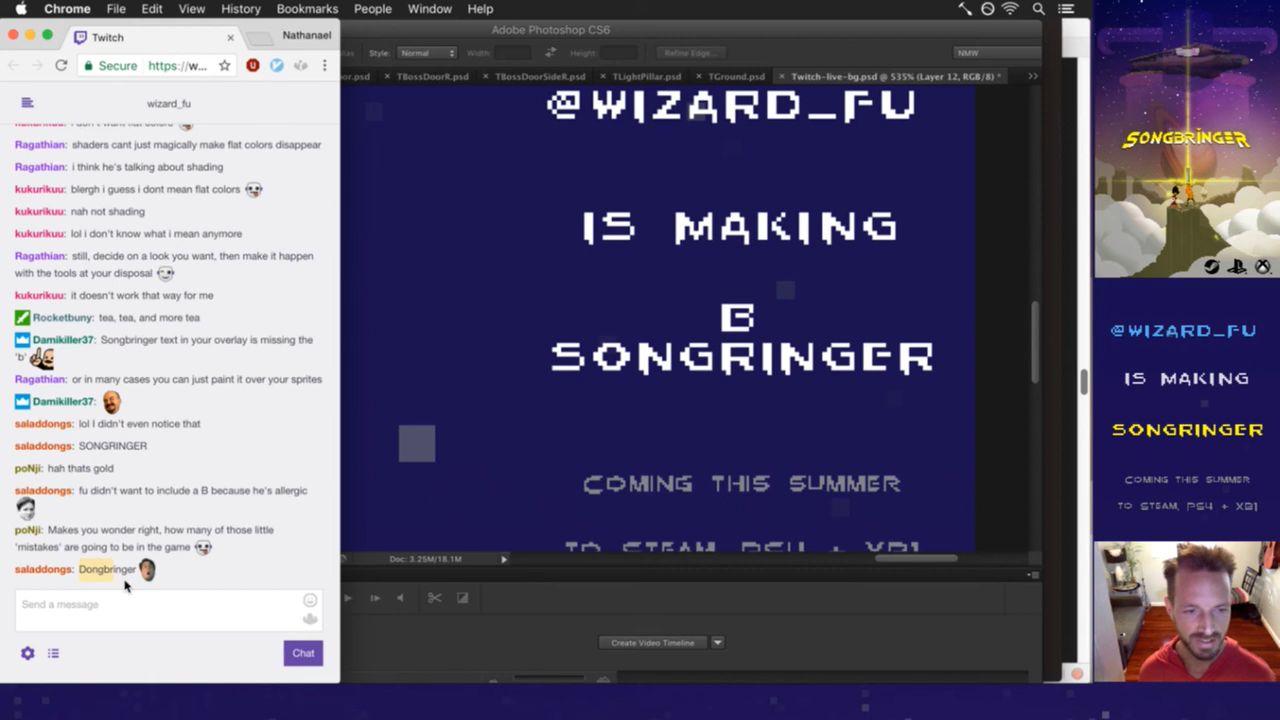 Chrome File Edit View History Bookmarks People Window Help
Twitch
Nathanael
Secure https://w...
wizard_fu
Ragathian: shaders cant just magically make flat colors disappear
Ragathian: i think he's talking about shading
kukurikuu: blergh i guess i dont mean flat colors
kukurikuu: nah not shading
kukurikuu: lol i don't know what i mean anymore
Ragathian: still, decide on a look you want, then make it happen
with the tools at your disposal
kukurikuu: it doesn't work that way for me
Rocketbuny: tea, tea, and more tea
Damikiller37: Songbringer text in your overlay is missing the
'b'
Ragathian: or in many cases you can just paint it over your sprites
Damikiller37:
saladdongs: lol I didn't even notice that
saladdongs: SONGRINGER
poNji: hah thats gold
saladdongs: fu didn't want to include a B because he's allergic
poNji: Makes you wonder right, how many of those little
'mistakes' are going to be in the game
saladdongs: Dongbringer
Send a message
Chat
Adobe Photoshop CS6
Style: Normal Width: Height: Refine Edge... NMW
oor.psd TBossDoorR.psd TBossDoorSideR.psd TLightPillar.psd TGround.psd Twitch-live-bg.psd @ 535% (Layer 12, RGB/8) *
@WIZARD_FU
IS MAKING
B
SONGRINGER
COMING THIS SUMMER
TO STEAM, PS4 + XB1
Doc: 3.25M/18.1M
Create Video Timeline
SONGBRINGER
@WIZARD_FU
IS MAKING
SONGRINGER
COMING THIS SUMMER
TO STEAM, PS4 + XB1